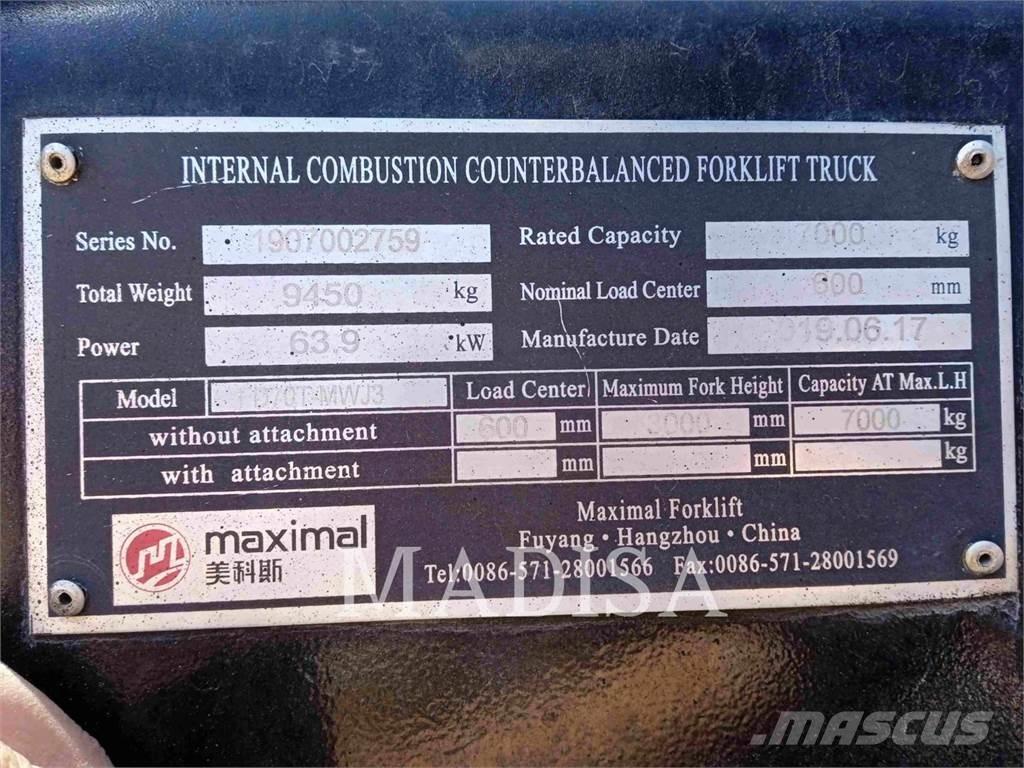 INTERNAL COMBUSTION COUNTERBALANCED FORKLIFT TRUCK
Series No. 1907002759 Rated Capacity 7000 kg
Total Weight 9450 kg Nominal Load Center 600 mm
Power 63.9 kW Manufacture Date 2019.06.17
Model Load Center Maximum Fork Height Capacity AT Max.L.H
without attachment 600 mm 3000 mm 7000 kg
with attachment mm mm kg
maximal
美科斯
Maximal Forklift
Fuyang·Hangzhou·China
Tel:0086-571-28001566 Fax:0086-571-28001569
MADISA
MASCUS